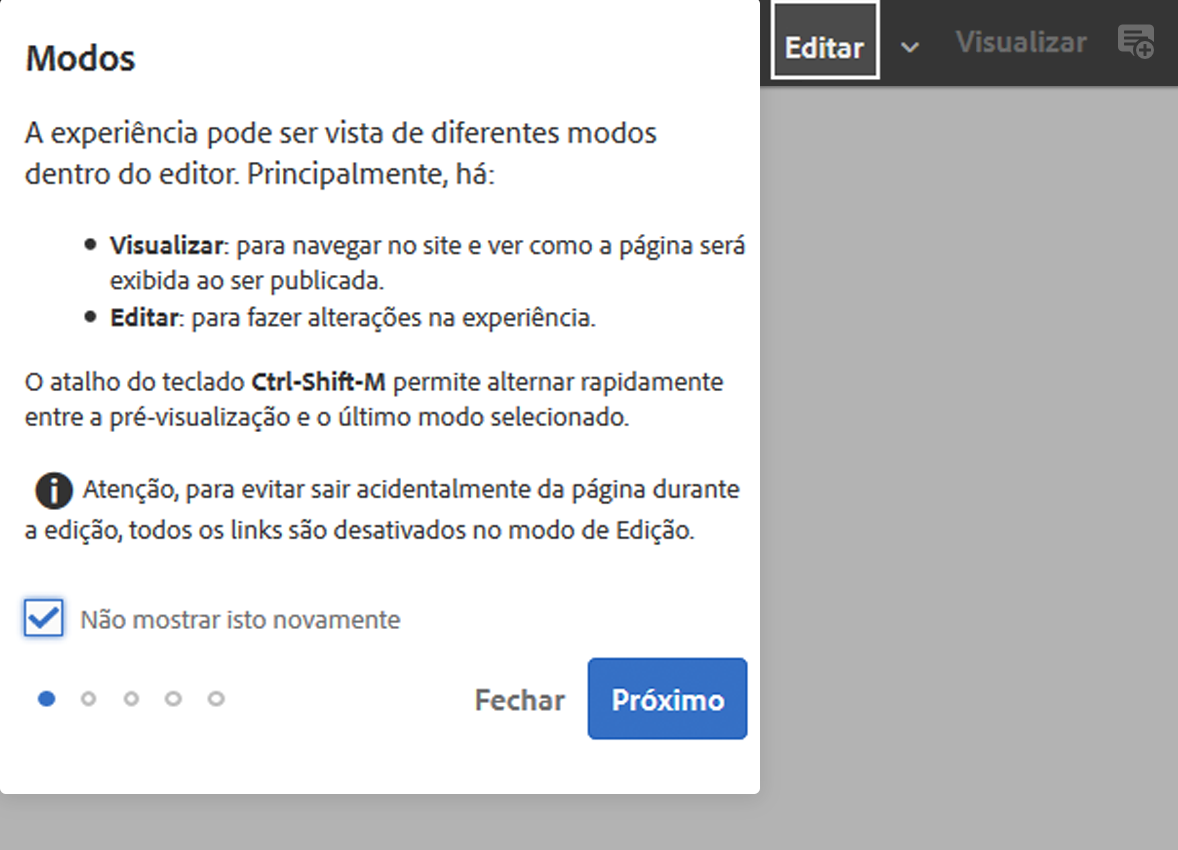 Modos
Editar
Visualizar
A experiência pode ser vista de diferentes modos
dentro do editor. Principalmente, há:
Visualizar: para navegar no site e ver como a página será
exibida ao ser publicada.
Editar: para fazer alterações na experiência.
O atalho do teclado Ctrl-Shift-M permite alternar rapidamente
entre a pré-visualização e o último modo selecionado.
Atenção, para evitar sair acidentalmente da página durante
a edição, todos os links são desativados no modo de Edição.
Não mostrar isto novamente
Fechar
Próximo